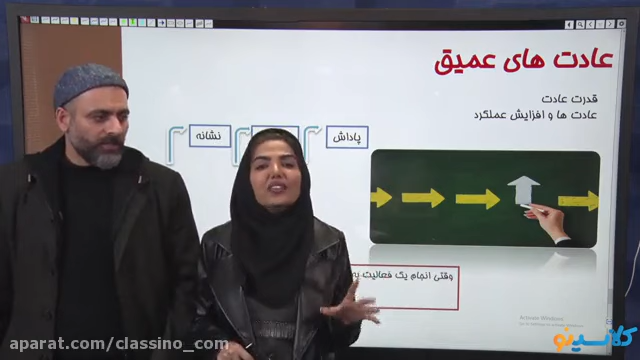 عادت های عمیق
قدرت عادت
عادت ها و افزایش عملکرد
پاداش
نشانه
وقتی انجام یک فعالیت به
Activate Windows
aparat.com/classino_com
کلاسینو